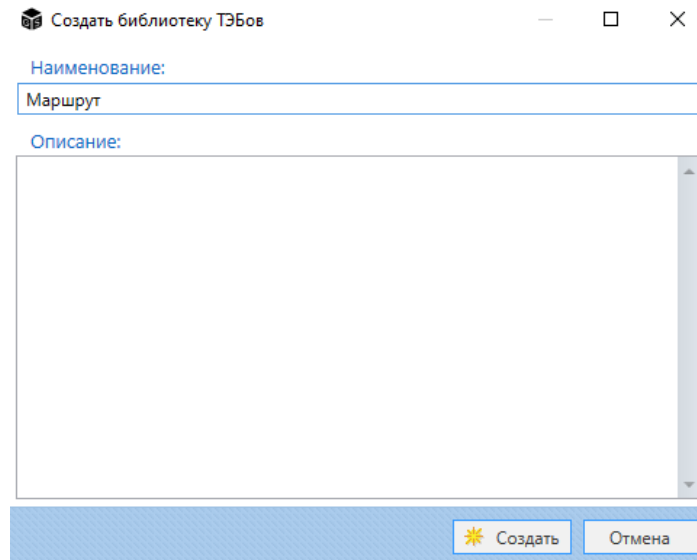 Создать библиотеку ТЭБов
Наименование:
Маршрут
Описание:
Создать
Отмена